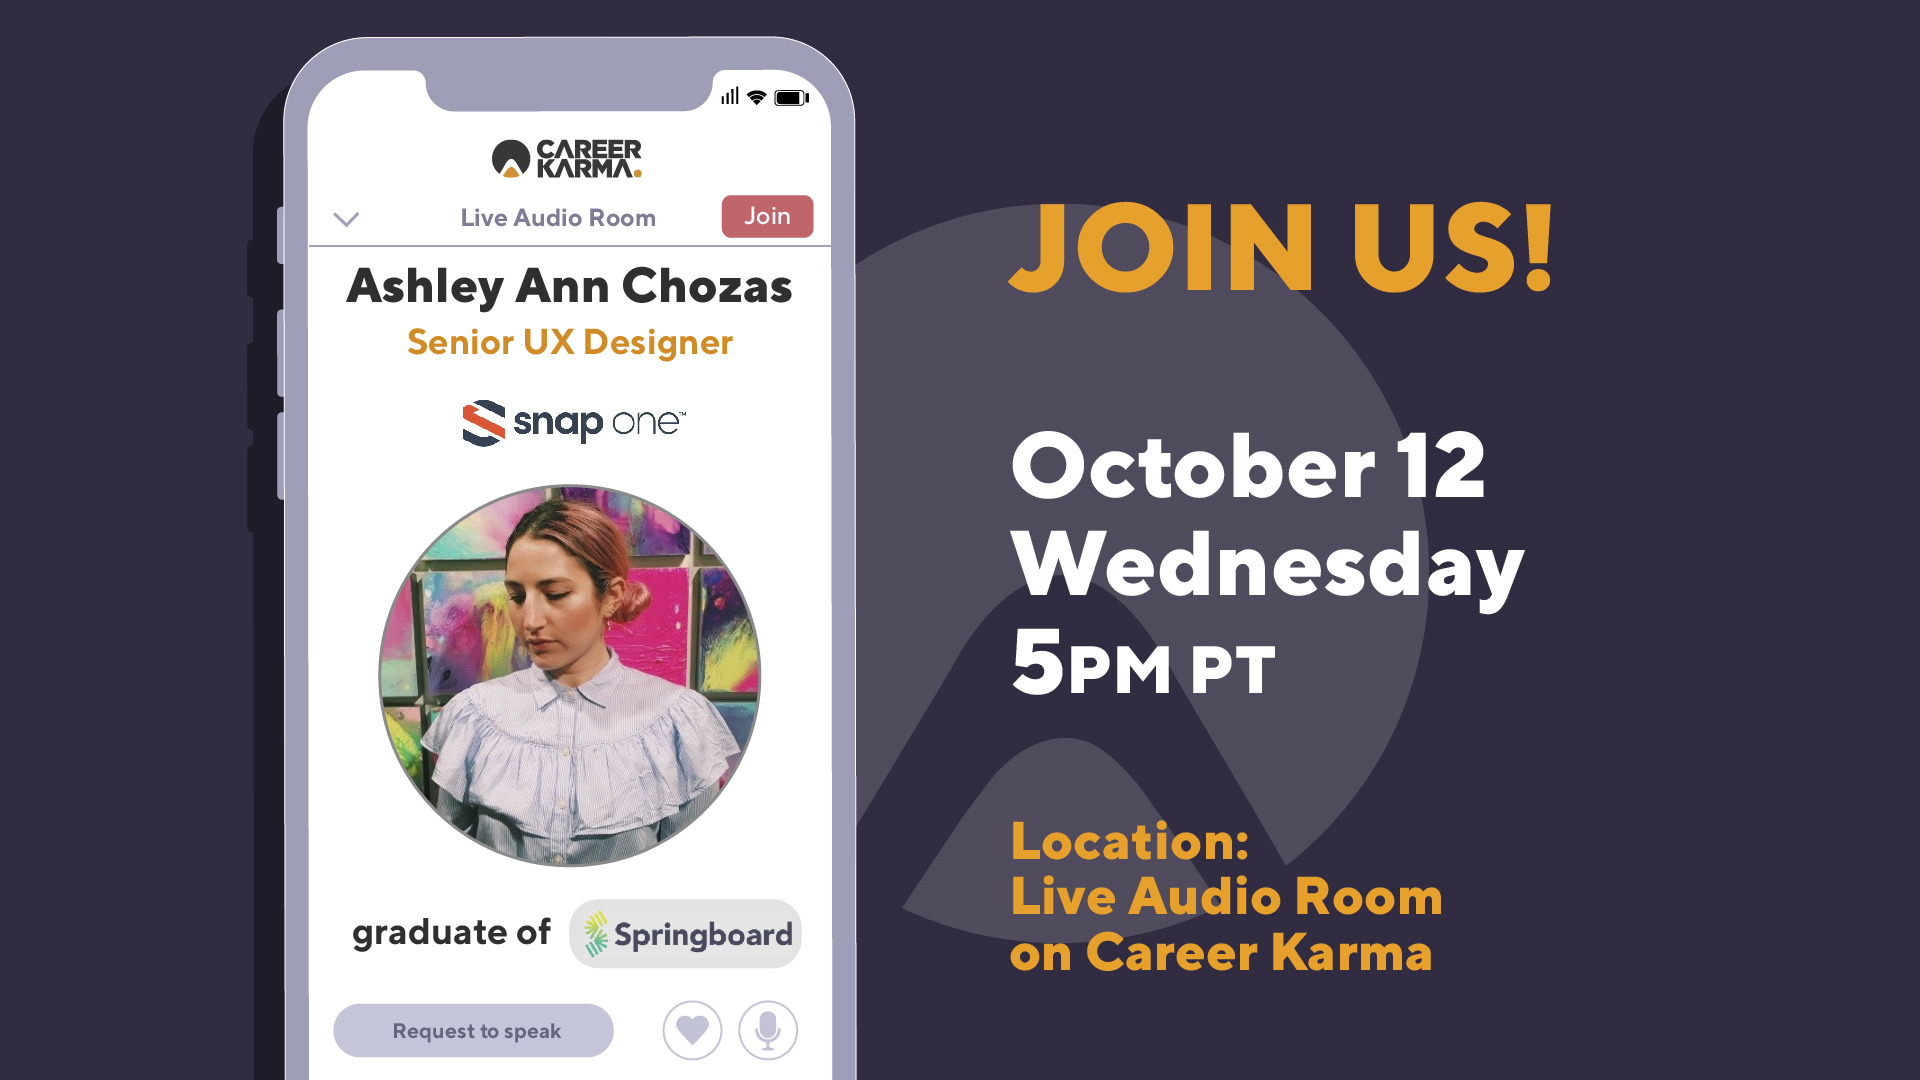 CAREER
KARMA.
Live Audio Room
Join
Ashley Ann Chozas
Senior UX Designer
snap one™
graduate of
Springboard
Request to speak
JOIN US!
October 12
Wednesday
5PM PT
Location:
Live Audio Room
on Career Karma